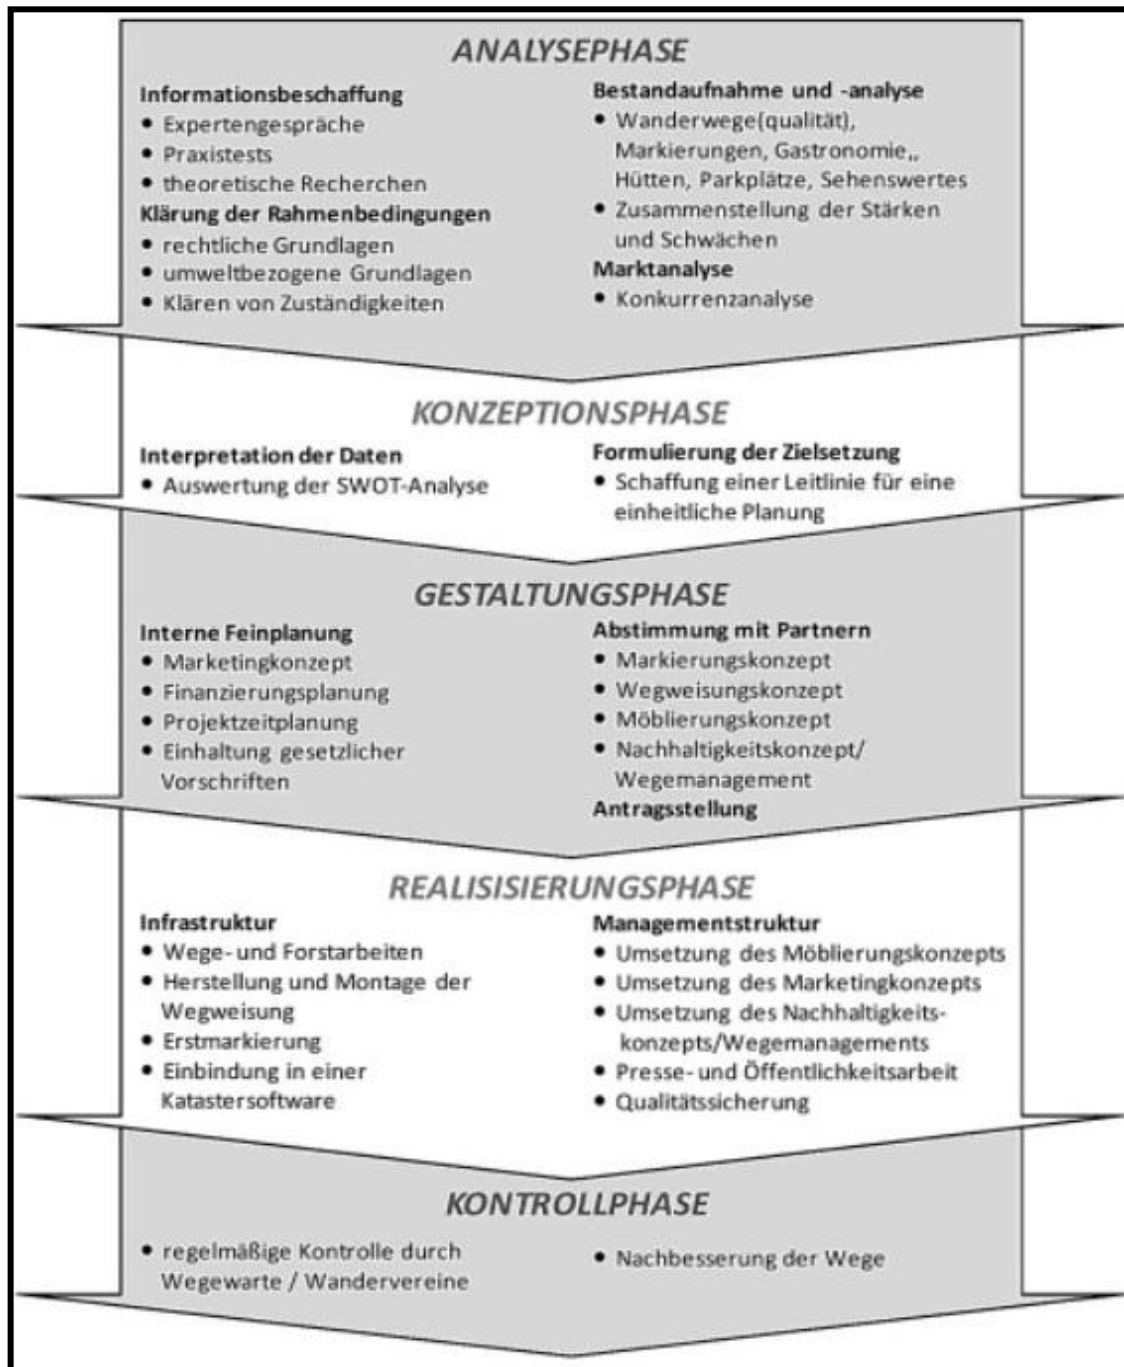 ANALYSEPHASE
Informationsbeschaffung
• Expertengespräche
• Praxistests
• theoretische Recherchen
Klärung der Rahmenbedingungen
• rechtliche Grundlagen
• umweltbezogene Grundlagen
• Klären von Zuständigkeiten
Bestandaufnahme und -analyse
• Wanderwege(qualität),
Markierungen, Gastronomie,,
Hütten, Parkplätze, Sehenswertes
• Zusammenstellung der Stärken
und Schwächen
Marktanalyse
• Konkurrenzanalyse
KONZEPTIONSPHASE
Interpretation der Daten
• Auswertung der SWOT-Analyse
Formulierung der Zielsetzung
• Schaffung einer Leitlinie für eine
einheitliche Planung
GESTALTUNGSPHASE
Interne Feinplanung
• Marketingkonzept
• Finanzierungsplanung
• Projektzeitplanung
• Einhaltung gesetzlicher
Vorschriften
Abstimmung mit Partnern
• Markierungskonzept
• Wegweisungskonzept
• Möblierungskonzept
• Nachhaltigkeitskonzept/
Wegemanagement
Antragsstellung
REALISISIERUNGSPHASE
Infrastruktur
• Wege- und Forstarbeiten
• Herstellung und Montage der
Wegweisung
• Erstmarkierung
• Einbindung in einer
Katastersoftware
Managementstruktur
• Umsetzung des Möblierungskonzepts
• Umsetzung des Marketingkonzepts
• Umsetzung des Nachhaltigkeits-
konzepts/Wegemanagements
• Presse- und Öffentlichkeitsarbeit
• Qualitätssicherung
KONTROLLPHASE
• regelmäßige Kontrolle durch
Wegewarte / Wandervereine
• Nachbesserung der Wege